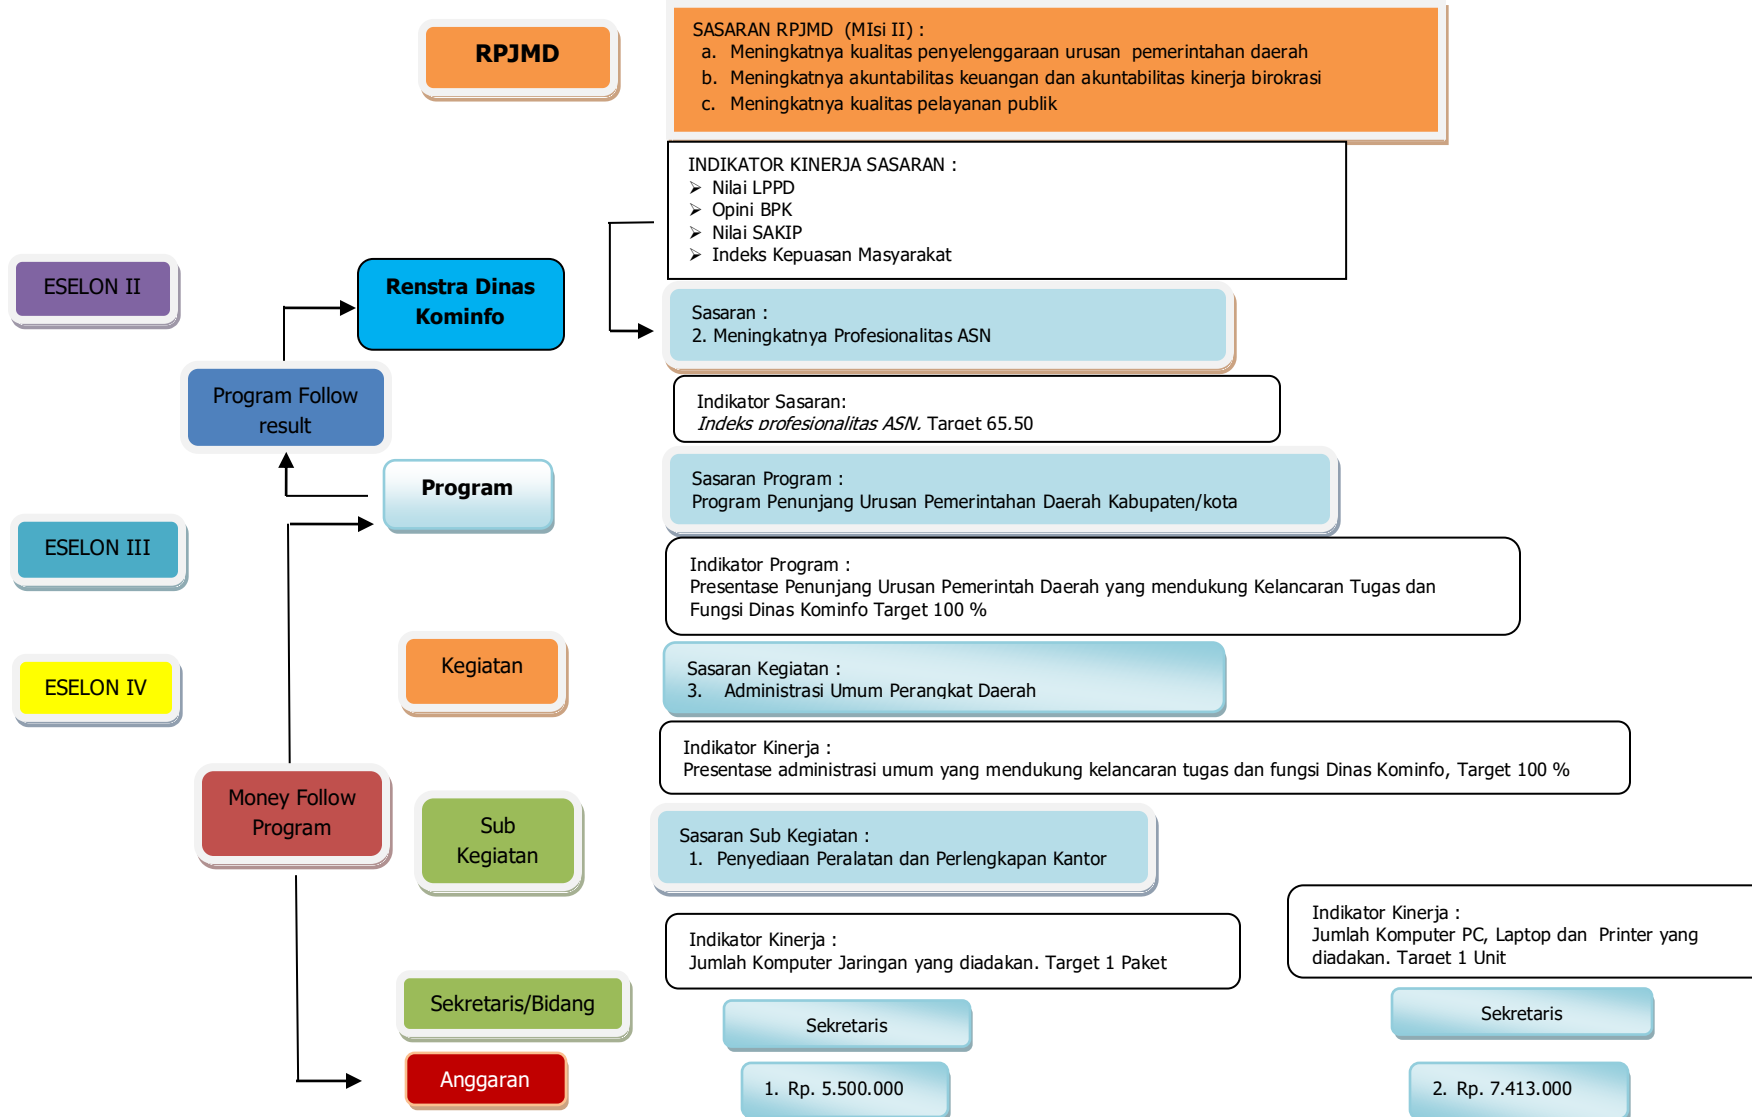 RPJMD
SASARAN RPJMD  (MIsi II) :
a. Meningkatnya kualitas penyelenggaraan urusan  pemerintahan daerah
b. Meningkatnya akuntabilitas keuangan dan akuntabilitas kinerja birokrasi
c. Meningkatnya kualitas pelayanan publik
INDIKATOR KINERJA SASARAN :
➢ Nilai LPPD
➢ Opini BPK
➢ Nilai SAKIP
➢ Indeks Kepuasan Masyarakat
ESELON II
Renstra Dinas
Kominfo
Sasaran :
2. Meningkatnya Profesionalitas ASN
Program Follow
result
Indikator Sasaran:
Indeks profesionalitas ASN. Target 65.50
Program
Sasaran Program :
Program Penunjang Urusan Pemerintahan Daerah Kabupaten/kota
ESELON III
Indikator Program :
Presentase Penunjang Urusan Pemerintah Daerah yang mendukung Kelancaran Tugas dan
Fungsi Dinas Kominfo Target 100 %
ESELON IV
Kegiatan
Sasaran Kegiatan :
3. Administrasi Umum Perangkat Daerah
Indikator Kinerja :
Presentase administrasi umum yang mendukung kelancaran tugas dan fungsi Dinas Kominfo, Target 100 %
Money Follow
Program
Sub
Kegiatan
Sasaran Sub Kegiatan :
1. Penyediaan Peralatan dan Perlengkapan Kantor
Indikator Kinerja :
Jumlah Komputer Jaringan yang diadakan. Target 1 Paket
Indikator Kinerja :
Jumlah Komputer PC, Laptop dan  Printer yang
diadakan. Target 1 Unit
Sekretaris/Bidang
Sekretaris
Sekretaris
Anggaran
1. Rp. 5.500.000
2. Rp. 7.413.000